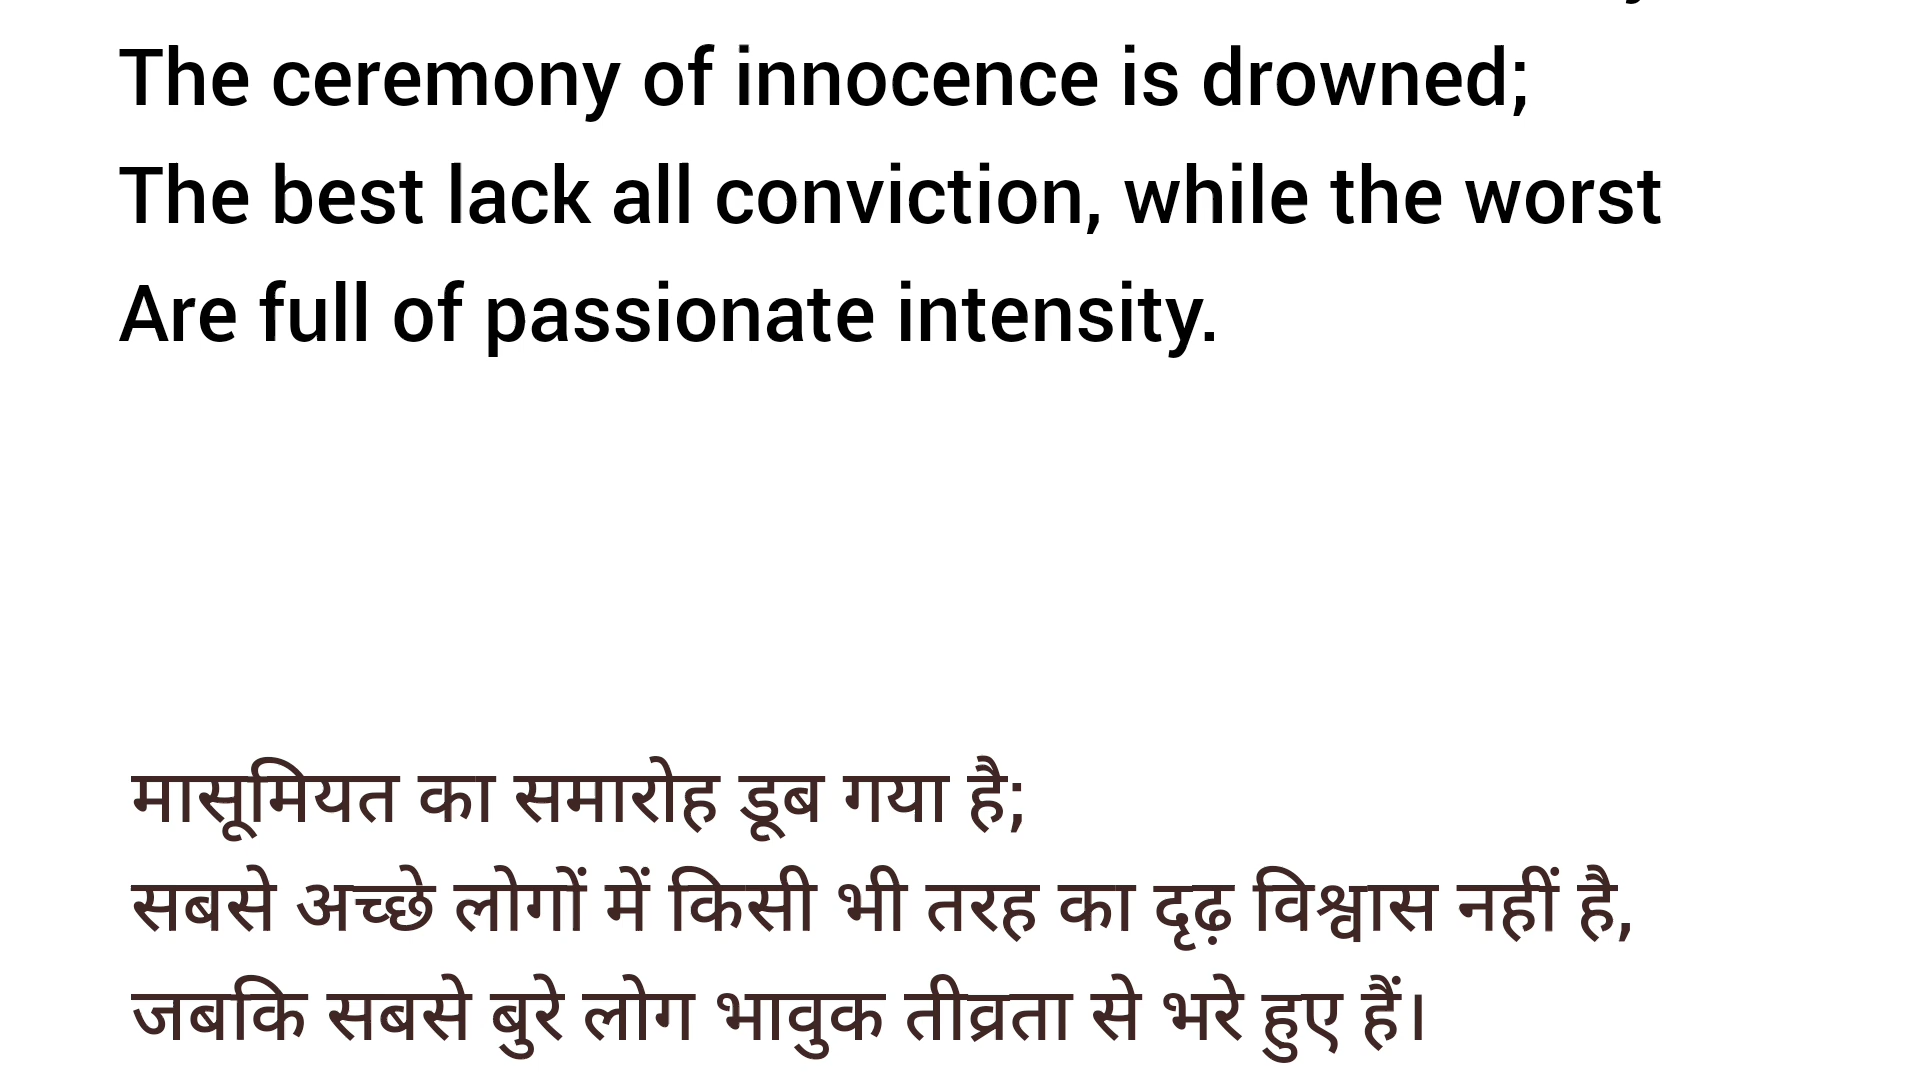 The ceremony of innocence is drowned;
The best lack all conviction, while the worst
Are full of passionate intensity.
मासूमियत का समारोह डूब गया है;
सबसे अच्छे लोगों में किसी भी तरह का दृढ़ विश्वास नहीं है,
जबकि सबसे बुरे लोग भावुक तीव्रता से भरे हुए हैं।